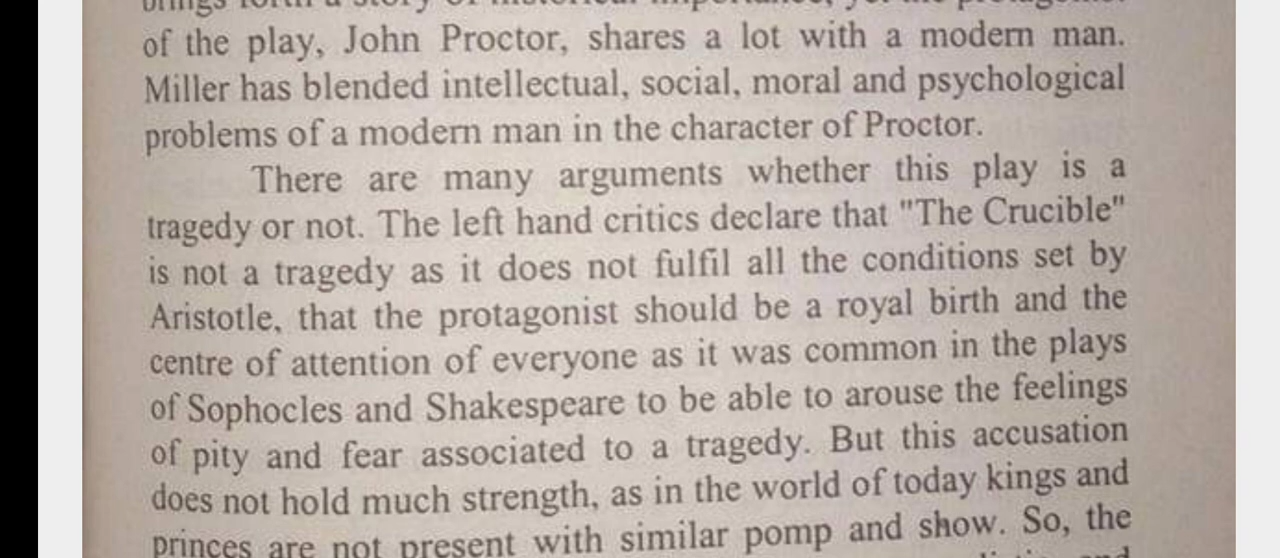 of the play, John Proctor, shares a lot with a modern man.
Miller has blended intellectual, social, moral and psychological
problems of a modern man in the character of Proctor.
There are many arguments whether this play is a
tragedy or not. The left hand critics declare that "The Crucible"
is not a tragedy as it does not fulfil all the conditions set by
Aristotle, that the protagonist should be a royal birth and the
centre of attention of everyone as it was common in the plays
of Sophocles and Shakespeare to be able to arouse the feelings
of pity and fear associated to a tragedy. But this accusation
does not hold much strength, as in the world of today kings and
princes are not present with similar pomp and show. So, the